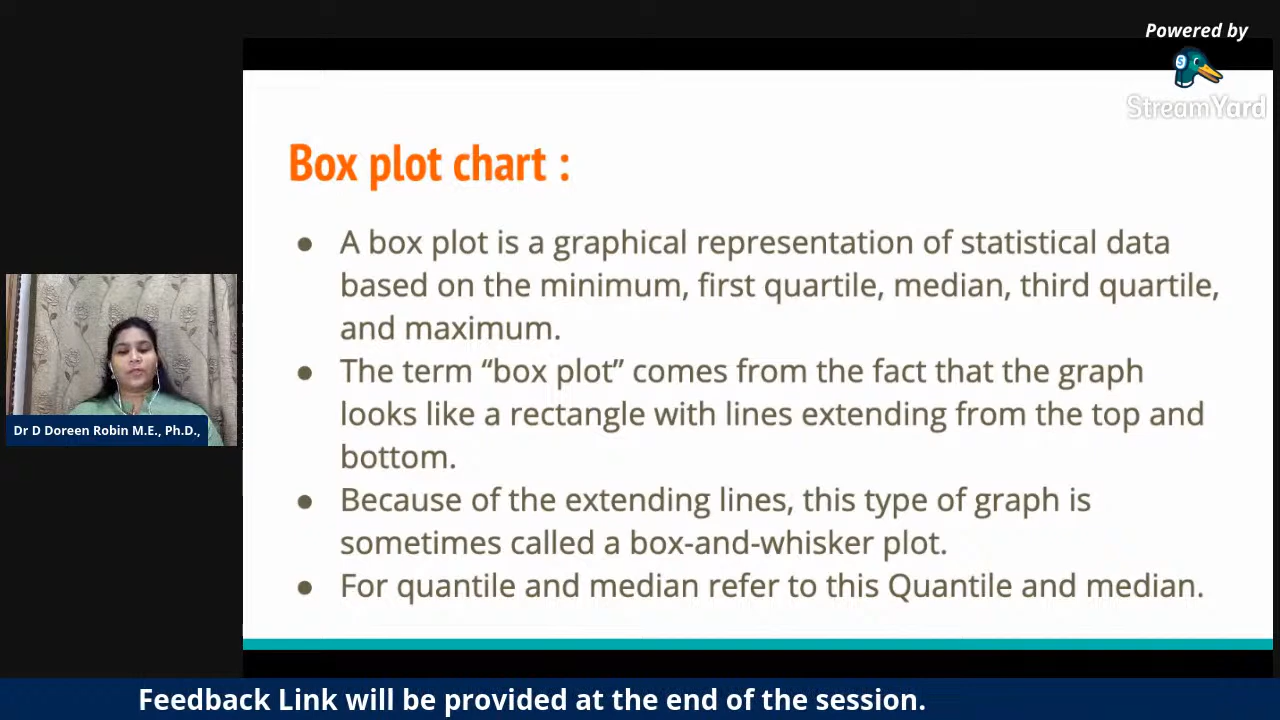 Powered by
StreamYard
Box plot chart :
● A box plot is a graphical representation of statistical data
based on the minimum, first quartile, median, third quartile,
and maximum.
● The term “box plot” comes from the fact that the graph
looks like a rectangle with lines extending from the top and
bottom.
● Because of the extending lines, this type of graph is
sometimes called a box-and-whisker plot.
● For quantile and median refer to this Quantile and median.
Dr D Doreen Robin M.E., Ph.D.,
Feedback Link will be provided at the end of the session.